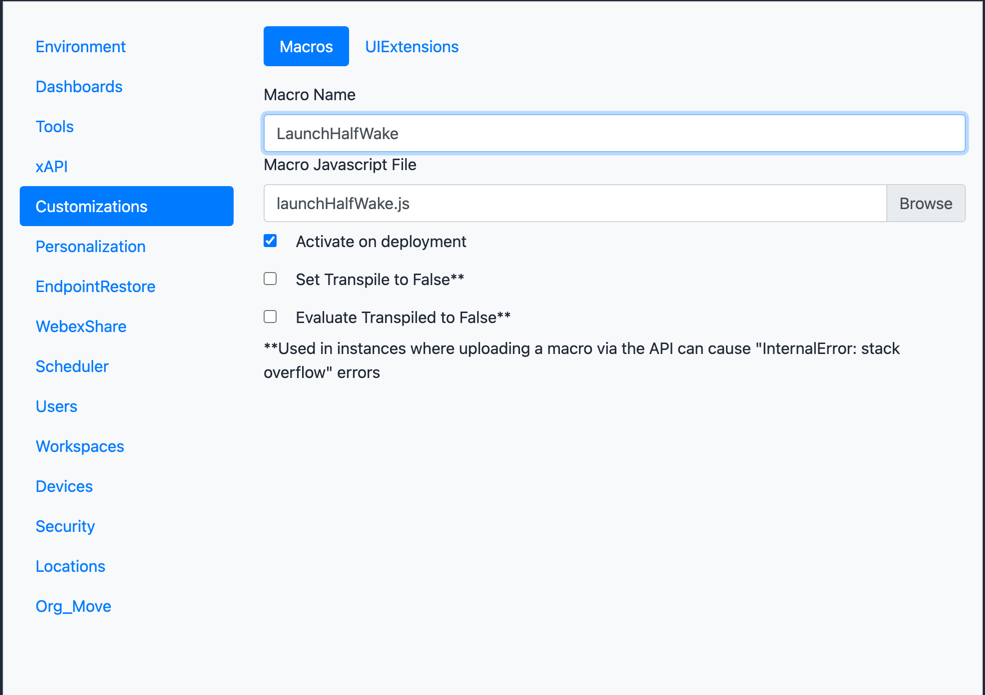 Environment
Dashboards
Tools
xAPI
Customizations
Personalization
EndpointRestore
WebexShare
Scheduler
Users
Workspaces
Devices
Security
Locations
Org_Move
Macros
UIExtensions
Macro Name
LaunchHalfWake
Macro Javascript File
launchHalfWake.js
Browse
Activate on deployment
Set Transpile to False**
Evaluate Transpiled to False**
**Used in instances where uploading a macro via the API can cause "InternalError: stack
overflow" errors